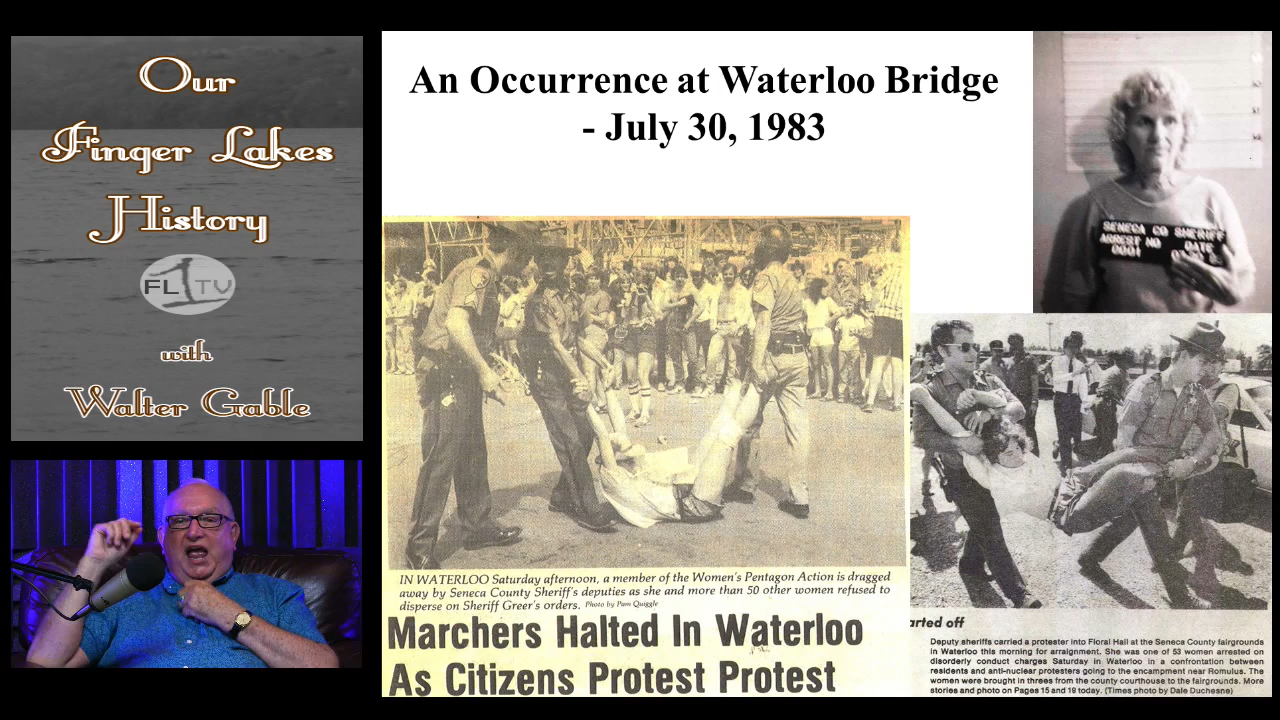 Our
Finger Lakes
History
FL1TV
with
Walter Gable
An Occurrence at Waterloo Bridge
- July 30, 1983
SENECA CO SHERIFF
ARREST NO DATE
0001
IN WATERLOO Saturday afternoon, a member of the Women's Pentagon Action is dragged
away by Seneca County Sheriff's deputies as she and more than 50 other women refused to
disperse on Sheriff Greer's orders. Photo by Pam Quiggle
Marchers Halted In Waterloo
As Citizens Protest Protest
arted off
Deputy sheriffs carried a protester into Floral Hall at the Seneca County fairgrounds
in Waterloo this morning for arraignment. She was one of 53 women arrested on
disorderly conduct charges Saturday in Waterloo in a confrontation between
residents and anti-nuclear protesters going to the encampment near Romulus. The
women were brought in threes from the county courthouse to the fairgrounds. More
stories and photo on Pages 15 and 19 today. (Times photo by Dale Duchesne)